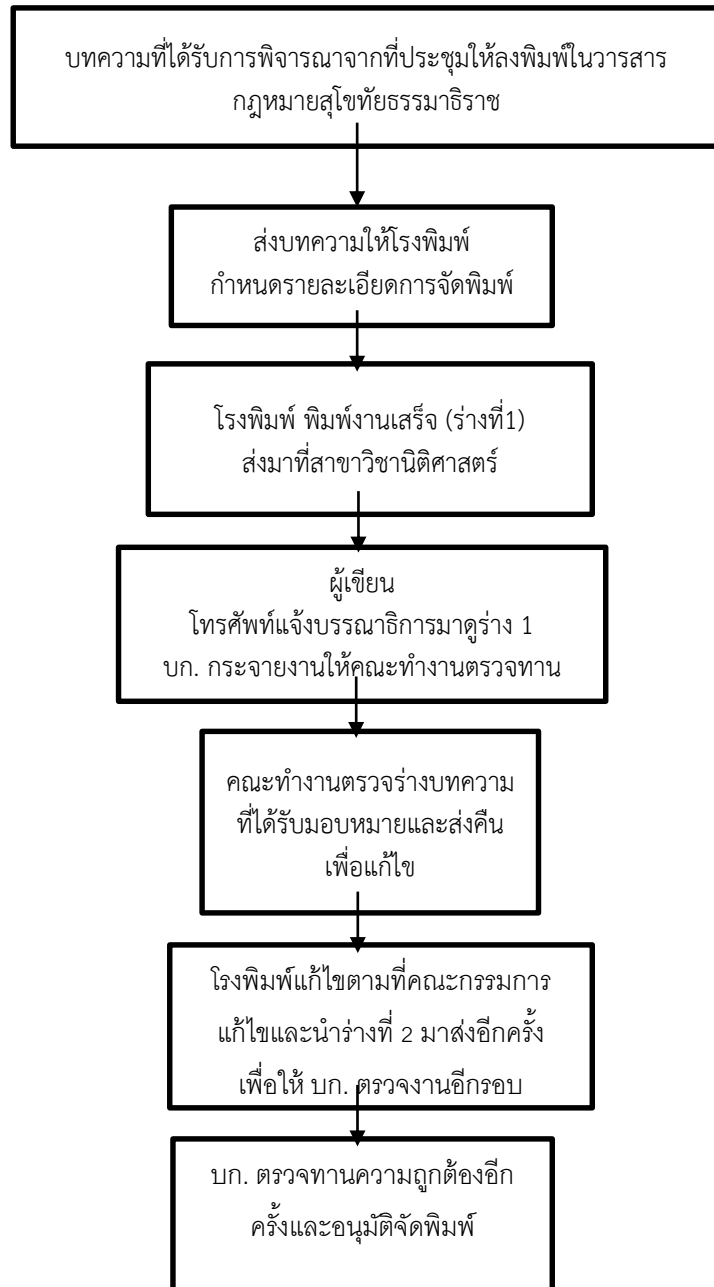 บทความที่ได้รับการพิจารณาจากที่ประชุมให้ลงพิมพ์ในวารสาร
กฎหมายสุโขทัยธรรมาธิราช
ส่งบทความให้โรงพิมพ์
กำหนดรายละเอียดการจัดพิมพ์
โรงพิมพ์ พิมพ์งานเสร็จ (ร่างที่1)
ส่งมาที่สาขาวิชานิติศาสตร์
ผู้เขียน
โทรศัพท์แจ้งบรรณาธิการมาดูร่าง 1
บก. กระจายงานให้คณะทำงานตรวจทาน
คณะทำงานตรวจร่างบทความ
ที่ได้รับมอบหมายและส่งคืน
เพื่อแก้ไข
โรงพิมพ์แก้ไขตามที่คณะกรรมการ
แก้ไขและนำร่างที่ 2 มาส่งอีกครั้ง
เพื่อให้ บก. ตรวจงานอีกรอบ
บก. ตรวจทานความถูกต้องอีก
ครั้งและอนุมัติจัดพิมพ์